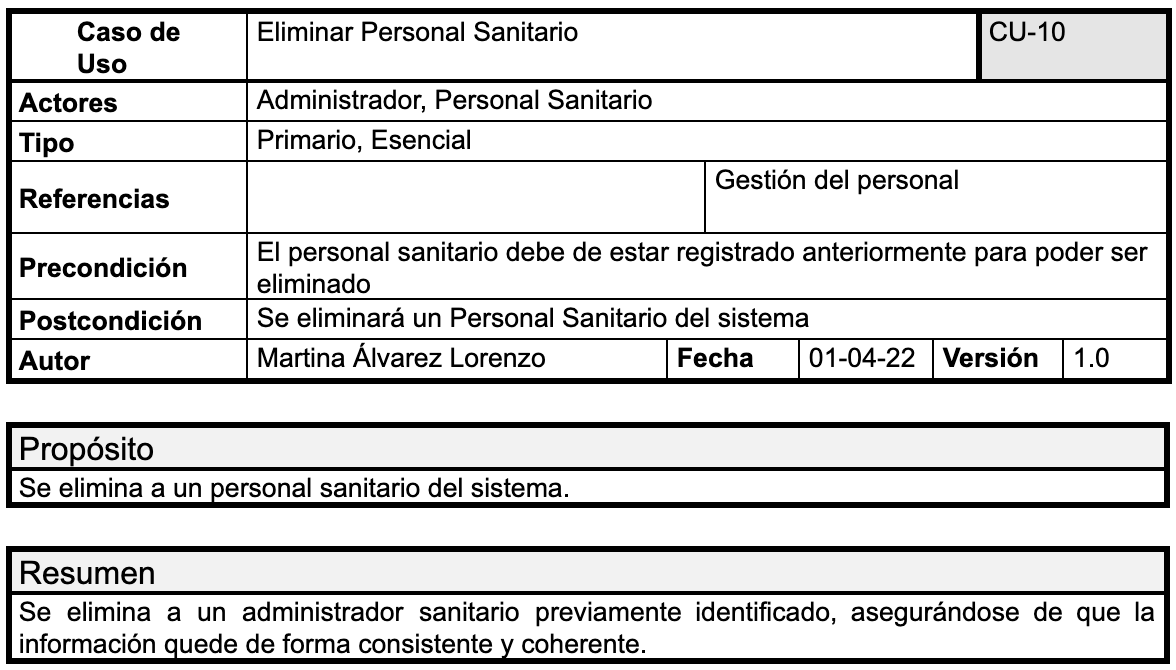 Caso de Uso
Eliminar Personal Sanitario
CU-10
Actores
Administrador, Personal Sanitario
Tipo
Primario, Esencial
Referencias
Gestión del personal
Precondición
El personal sanitario debe de estar registrado anteriormente para poder ser
eliminado
Postcondición
Se eliminará un Personal Sanitario del sistema
Autor
Martina Álvarez Lorenzo
Fecha
01-04-22
Versión
1.0
Propósito
Se elimina a un personal sanitario del sistema.
Resumen
Se elimina a un administrador sanitario previamente identificado, asegurándose de que la
información quede de forma consistente y coherente.